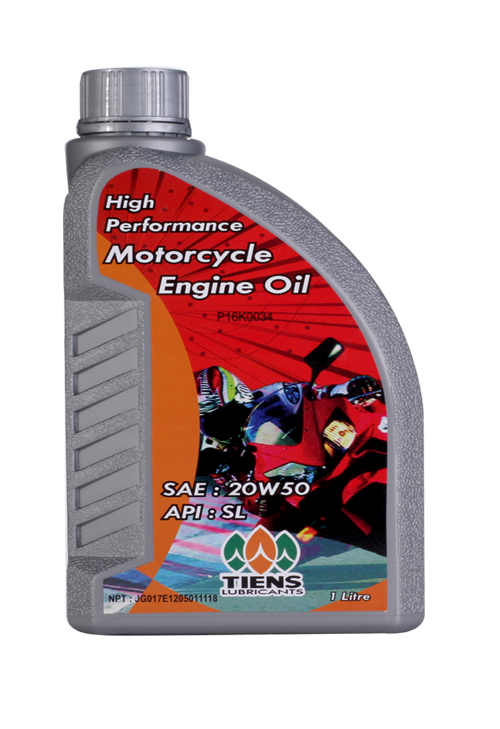 High
Performance
Motorcycle
Engine Oil
P16K0034
SAE : 20W50
API : SL
TIENS
LUBRICANTS
NPT : JG017E1205011118
1 Litre